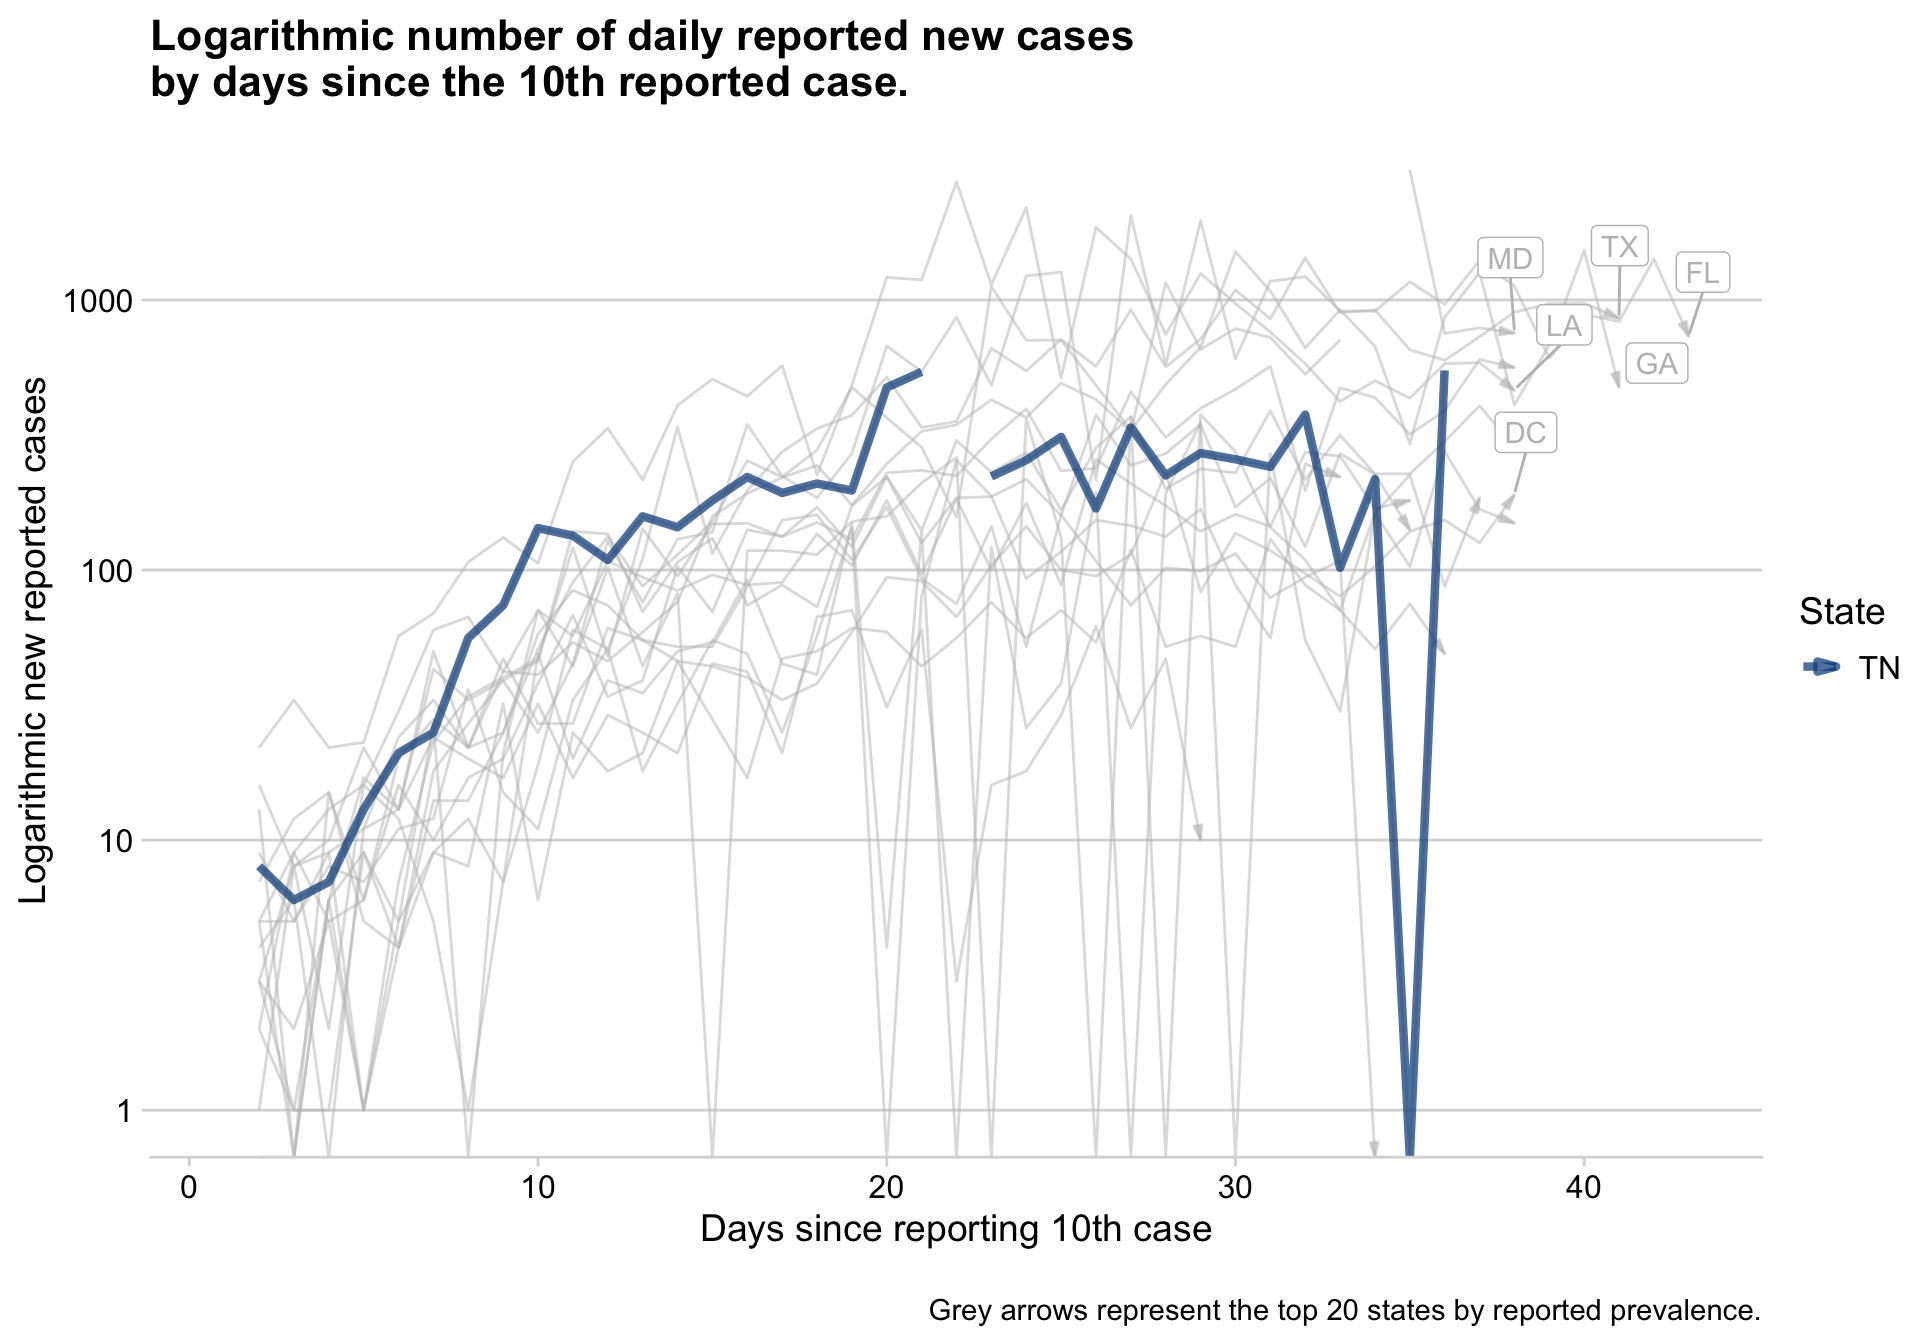 Logarithmic number of daily reported new cases
by days since the 10th reported case.
Logarithmic new reported cases
1000
100
10
1
MD
TX
FL
LA
GA
DC
State
TN
0
10
20
30
40
Days since reporting 10th case
Grey arrows represent the top 20 states by reported prevalence.